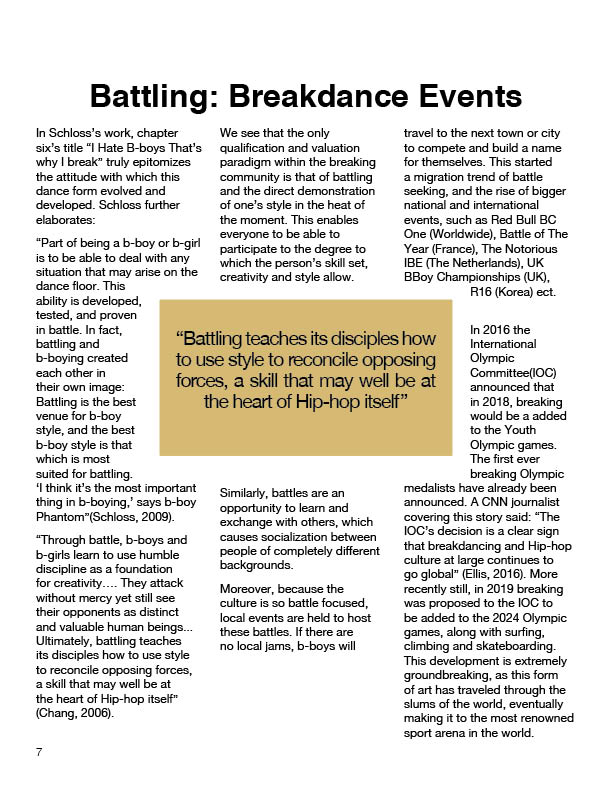 Battling: Breakdance Events
In Schloss’s work, chapter
six’s title “I Hate B-boys That’s
why I break” truly epitomizes
the attitude with which this
dance form evolved and
developed. Schloss further
elaborates:
“Part of being a b-boy or b-girl
is to be able to deal with any
situation that may arise on the
dance floor. This
ability is developed,
tested, and proven
in battle. In fact,
battling and
b-boying created
each other in
their own image:
Battling is the best
venue for b-boy
style, and the best
b-boy style is that
which is most
suited for battling.
‘I think it’s the most important
thing in b-boying,’ says b-boy
Phantom”(Schloss, 2009).
“Through battle, b-boys and
b-girls learn to use humble
discipline as a foundation
for creativity…. They attack
without mercy yet still see
their opponents as distinct
and valuable human beings...
Ultimately, battling teaches
its disciples how to use style
to reconcile opposing forces,
a skill that may well be at
the heart of Hip-hop itself”
(Chang, 2006).
We see that the only
qualification and valuation
paradigm within the breaking
community is that of battling
and the direct demonstration
of one’s style in the heat of
the moment. This enables
everyone to be able to
participate to the degree to
which the person’s skill set,
creativity and style allow.
“Battling teaches its disciples how
to use style to reconcile opposing
forces, a skill that may well be at
the heart of Hip-hop itself”
Similarly, battles are an
opportunity to learn and
exchange with others, which
causes socialization between
people of completely different
backgrounds.
Moreover, because the
culture is so battle focused,
local events are held to host
these battles. If there are
no local jams, b-boys will
travel to the next town or city
to compete and build a name
for themselves. This started
a migration trend of battle
seeking, and the rise of bigger
national and international
events, such as Red Bull BC
One (Worldwide), Battle of The
Year (France), The Notorious
IBE (The Netherlands), UK
BBoy Championships (UK),
R16 (Korea) ect.
In 2016 the
International
Olympic
Committee(IOC)
announced that
in 2018, breaking
would be a added
to the Youth
Olympic games.
The first ever
breaking Olympic
medalists have already been
announced. A CNN journalist
covering this story said: “The
IOC’s decision is a clear sign
that breakdancing and Hip-hop
culture at large continues to
go global” (Ellis, 2016). More
recently still, in 2019 breaking
was proposed to the IOC to
be added to the 2024 Olympic
games, along with surfing,
climbing and skateboarding.
This development is extremely
groundbreaking, as this form
of art has traveled through the
slums of the world, eventually
making it to the most renowned
sport arena in the world.
7